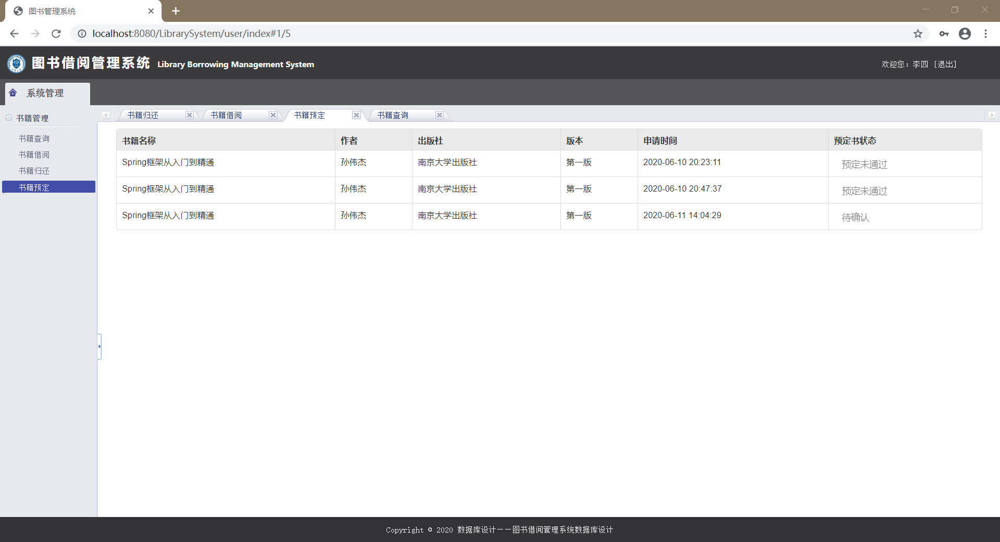 图书管理系统
localhost:8080/LibrarySystem/user/index#1/5
图书借阅管理系统 Library Borrowing Management System
欢迎您：李四 [退出]
系统管理
书籍管理
书籍查询
书籍借阅
书籍归还
书籍预定
书籍归还 书籍借阅 书籍预定 书籍查询
书籍名称 作者 出版社 版本 申请时间 预定书状态
Spring框架从入门到精通 孙伟杰 南京大学出版社 第一版 2020-06-10 20:23:11 预定未通过
Spring框架从入门到精通 孙伟杰 南京大学出版社 第一版 2020-06-10 20:47:37 预定未通过
Spring框架从入门到精通 孙伟杰 南京大学出版社 第一版 2020-06-11 14:04:29 待确认
Copyright © 2020 数据库设计——图书借阅管理系统数据库设计